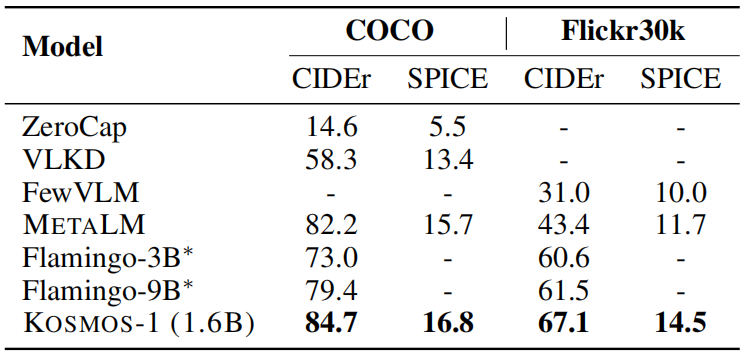 Model COCO Flickr30k
CIDEr SPICE CIDEr SPICE
ZeroCap 14.6 5.5 - -
VLKD 58.3 13.4 - -
FewVLM - - 31.0 10.0
METALM 82.2 15.7 43.4 11.7
Flamingo-3B* 73.0 - 60.6 -
Flamingo-9B* 79.4 - 61.5 -
KOSMOS-1 (1.6B) 84.7 16.8 67.1 14.5